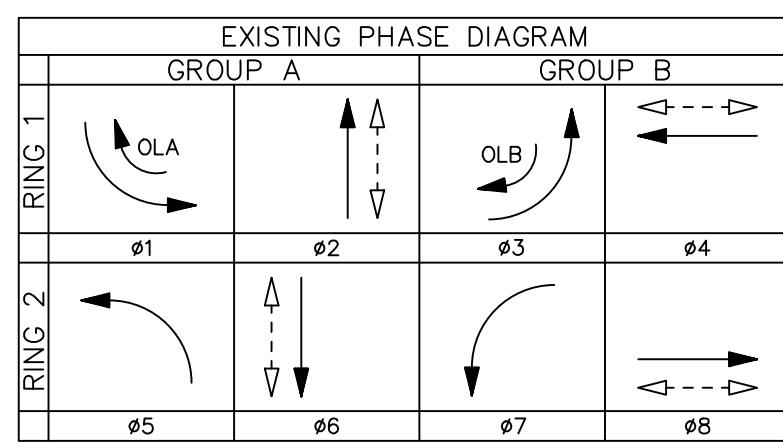 EXISTING PHASE DIAGRAM
GROUP A GROUP B
RING 1
OLA
OLB
ø1 ø2 ø3 ø4
RING 2
ø5 ø6 ø7 ø8